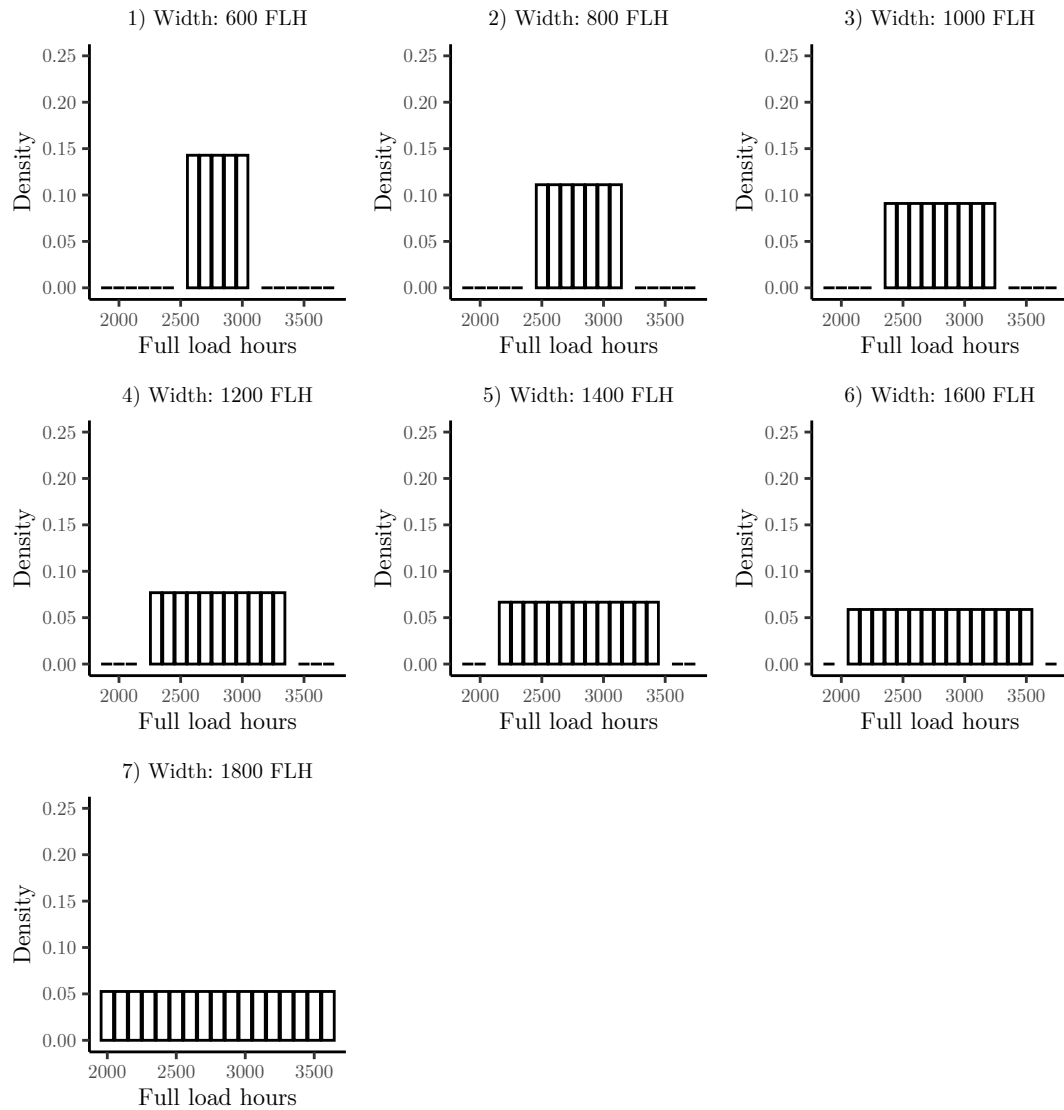 1) Width: 600 FLH
0.25
0.20
0.15
0.10
0.05
0.00
Density
2000 2500 3000 3500
Full load hours
2) Width: 800 FLH
0.25
0.20
0.15
0.10
0.05
0.00
Density
2000 2500 3000 3500
Full load hours
3) Width: 1000 FLH
0.25
0.20
0.15
0.10
0.05
0.00
Density
2000 2500 3000 3500
Full load hours
4) Width: 1200 FLH
0.25
0.20
0.15
0.10
0.05
0.00
Density
2000 2500 3000 3500
Full load hours
5) Width: 1400 FLH
0.25
0.20
0.15
0.10
0.05
0.00
Density
2000 2500 3000 3500
Full load hours
6) Width: 1600 FLH
0.25
0.20
0.15
0.10
0.05
0.00
Density
2000 2500 3000 3500
Full load hours
7) Width: 1800 FLH
0.25
0.20
0.15
0.10
0.05
0.00
Density
2000 2500 3000 3500
Full load hours